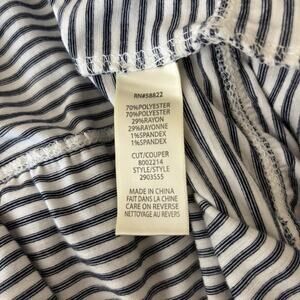 RN#58822
70%POLYESTER
70%POLYESTER
29%RAYON
29%RAYONNE
1%SPANDEX
1%SPANDEX
CUT/COUPER
8002214
STYLE/STYLE
2903555
MADE IN CHINA
FAIT DANS LA CHINE
CARE ON REVERSE
NETTOYAGE AU REVERS